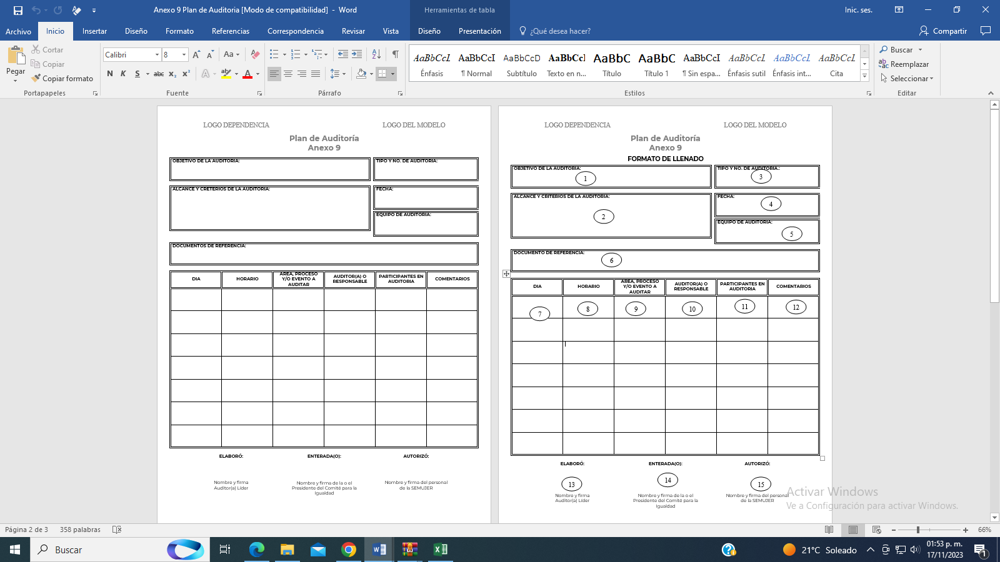 Anexo 9 Plan de Auditoria [Modo de compatibilidad] - Word
Herramientas de tabla
Inic. ses.
Archivo
Inicio
Insertar
Diseño
Formato
Referencias
Correspondencia
Revisar
Vista
Diseño
Presentación
¿Qué desea hacer?
Compartir
Pegar
Cortar
Copiar
Copiar formato
Portapapeles
Calibri
8
Aa
N K S abc x₂ x²
Fuente
Párrafo
AaBbCcL AaBbCcI AaBbCcD AaBbCcI AaBbC AaBbC AaBbCcI AaBbCcL AaBbCcL AaBbCcL
Énfasis
¶ Normal
Subtítulo
Texto en n...
Título
Título 1
¶ Sin espa...
Énfasis sutil
Énfasis int...
Cita
Estilos
Buscar
Reemplazar
Seleccionar
Editar
LOGO DEPENDENCIA
LOGO DEL MODELO
Plan de Auditoría
Anexo 9
OBJETIVO DE LA AUDITORIA:
TIPO Y NO. DE AUDITORIA:
ALCANCE Y CRETERIOS DE LA AUDITORIA:
FECHA:
EQUIPO DE AUDITORIA:
DOCUMENTOS DE REFERENCIA:
DIA
HORARIO
AREA, PROCESO
Y/O EVENTO A
AUDITAR
AUDITOR(A) O
RESPONSABLE
PARTICIPANTES EN
AUDITORIA
COMENTARIOS
ELABORÓ:
ENTERADA(O):
AUTORIZÓ:
Nombre y firma
Auditor(a) Líder
Nombre y firma de la o el
Presidente del Comité para la
Igualdad
Nombre y firma del personal
de la SEMUJER
LOGO DEPENDENCIA
LOGO DEL MODELO
Plan de Auditoría
Anexo 9
FORMATO DE LLENADO
OBJETIVO DE LA AUDITORIA:
1
TIPO Y NO. DE AUDITORIA.:
3
ALCANCE Y CRITERIOS DE LA AUDITORIA:
2
FECHA:
4
EQUIPO DE AUDITORIA:
5
DOCUMENTO DE REFERENCIA:
6
DIA
HORARIO
AREA, PROCESO
Y/O EVENTO A
AUDITAR
AUDITOR(A) O
RESPONSABLE
PARTICIPANTES EN
AUDITORIA
COMENTARIOS
7
8
9
10
11
12
ELABORÓ:
ENTERADA(O):
AUTORIZÓ:
13
14
15
Nombre y firma
Auditor(a) Líder
Nombre y firma de la o el
Presidente del Comité para la
Igualdad
Nombre y firma del personal
de la SEMUJER
Activar Windows
Ve a Configuración para activar Windows.
Página 2 de 3
358 palabras
66%
Buscar
21°C Soleado
01:53 p. m.
17/11/2023
1